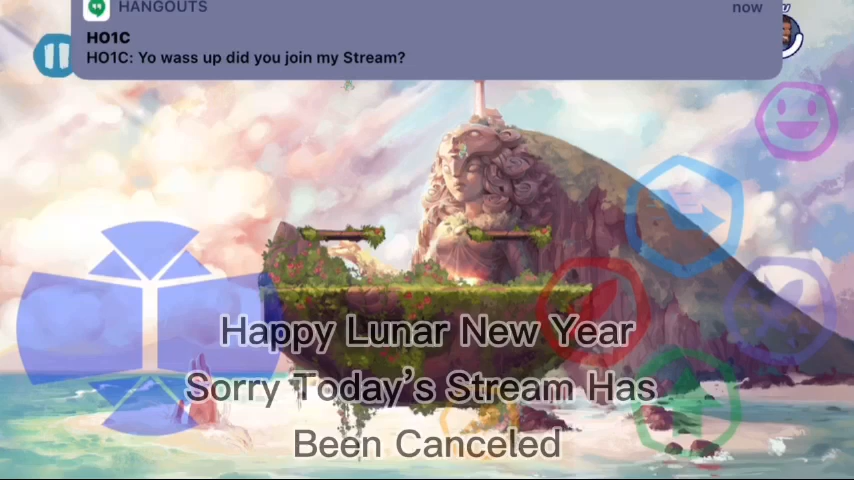 HANGOUTS
now
HO1C
HO1C: Yo wass up did you join my Stream?
Happy Lunar New Year
Sorry Today's Stream Has
Been Canceled